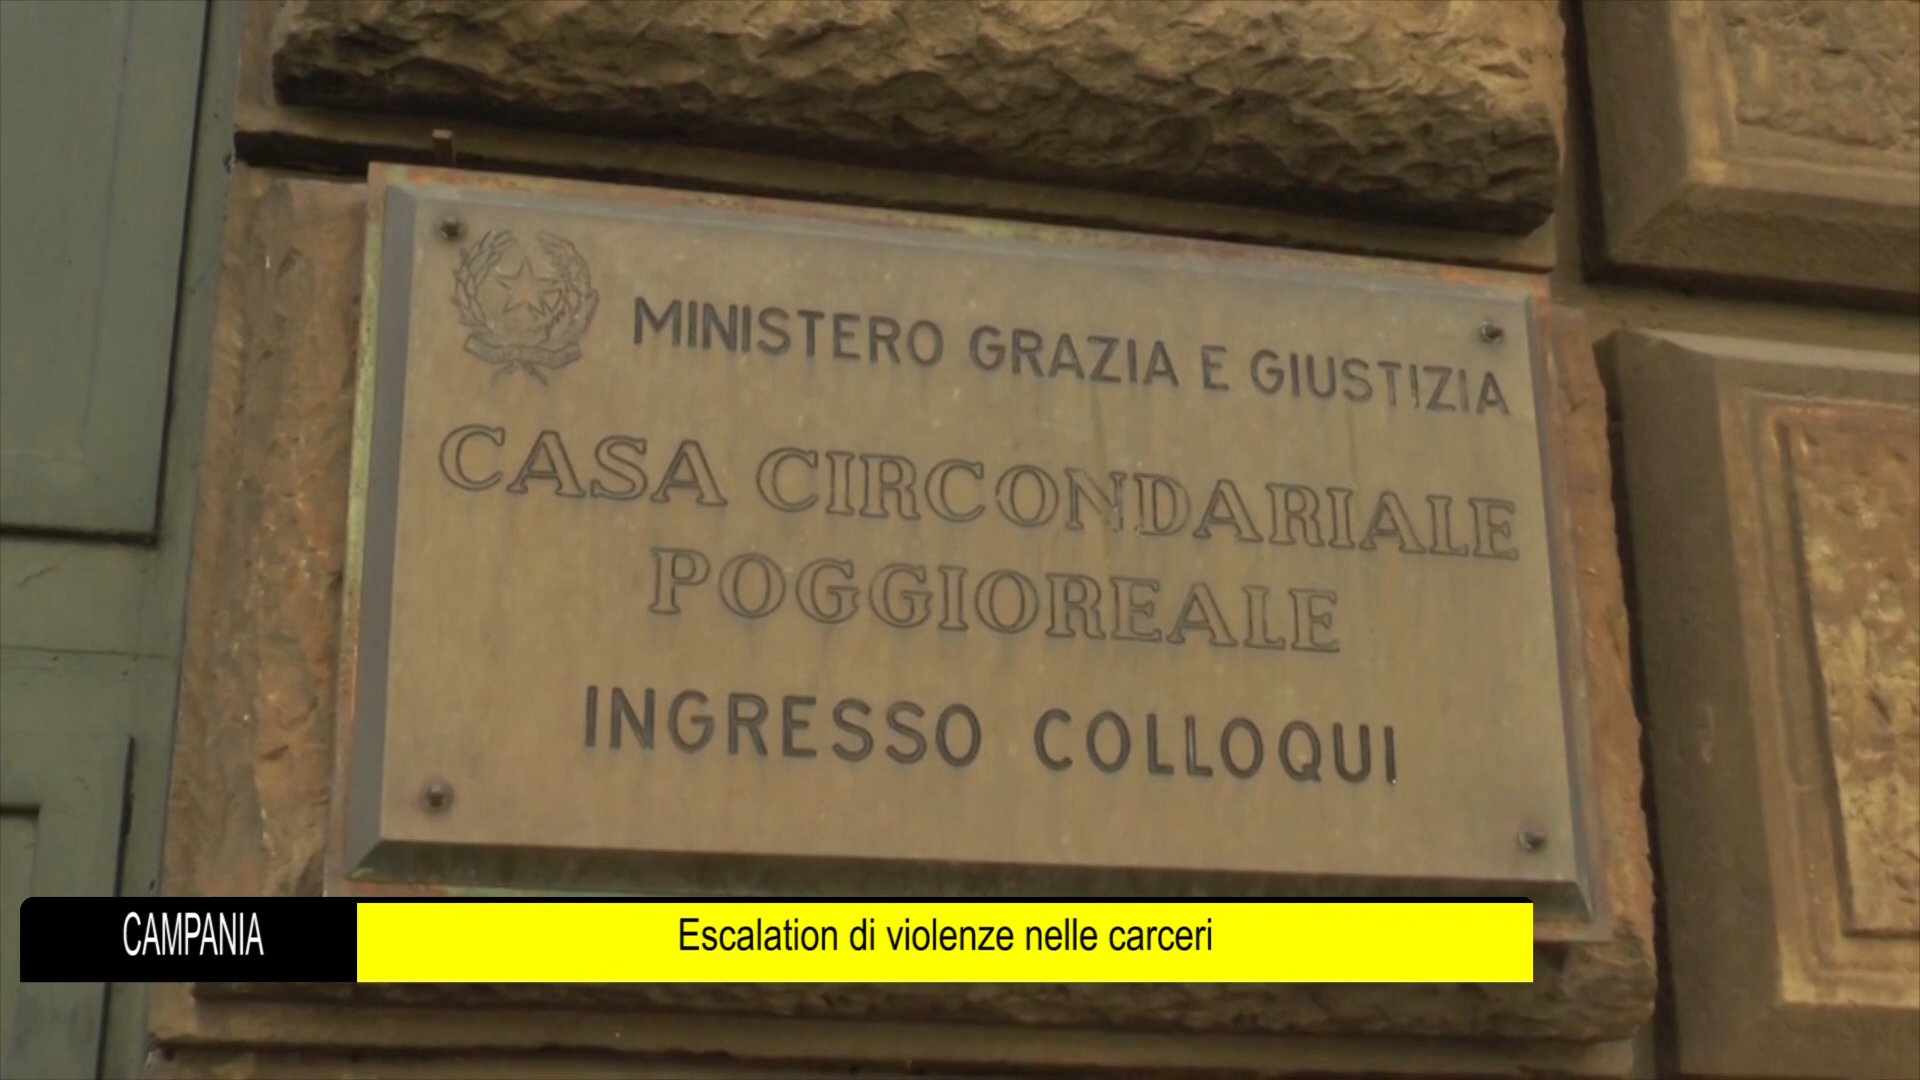 MINISTERO GRAZIA E GIUSTIZIA
CASA CIRCONDARIALE
POGGIOREALE
INGRESSO COLLOQUI
CAMPANIA
Escalation di violenze nelle carceri